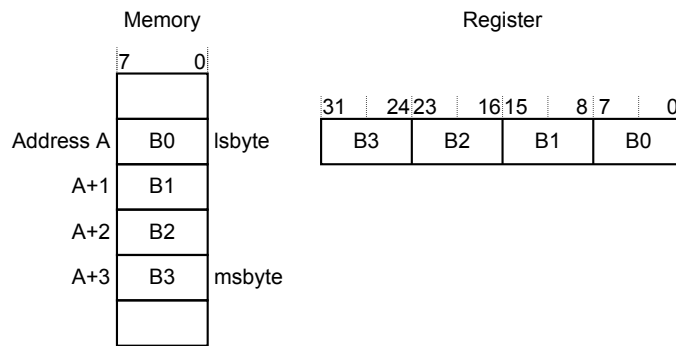 Memory
Register
7 0
31 24 23 16 15 8 7 0
Address A B0 lsbyte
B3 B2 B1 B0
A+1 B1
A+2 B2
A+3 B3 msbyte